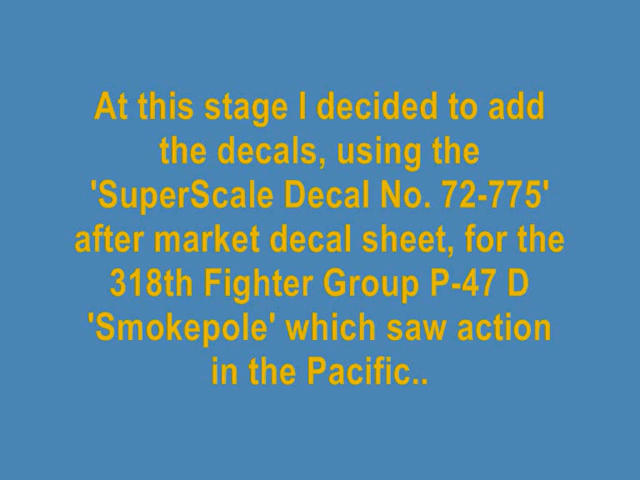 At this stage I decided to add
the decals, using the
'SuperScale Decal No. 72-775'
after market decal sheet, for the
318th Fighter Group P-47 D
'Smokepole' which saw action
in the Pacific..